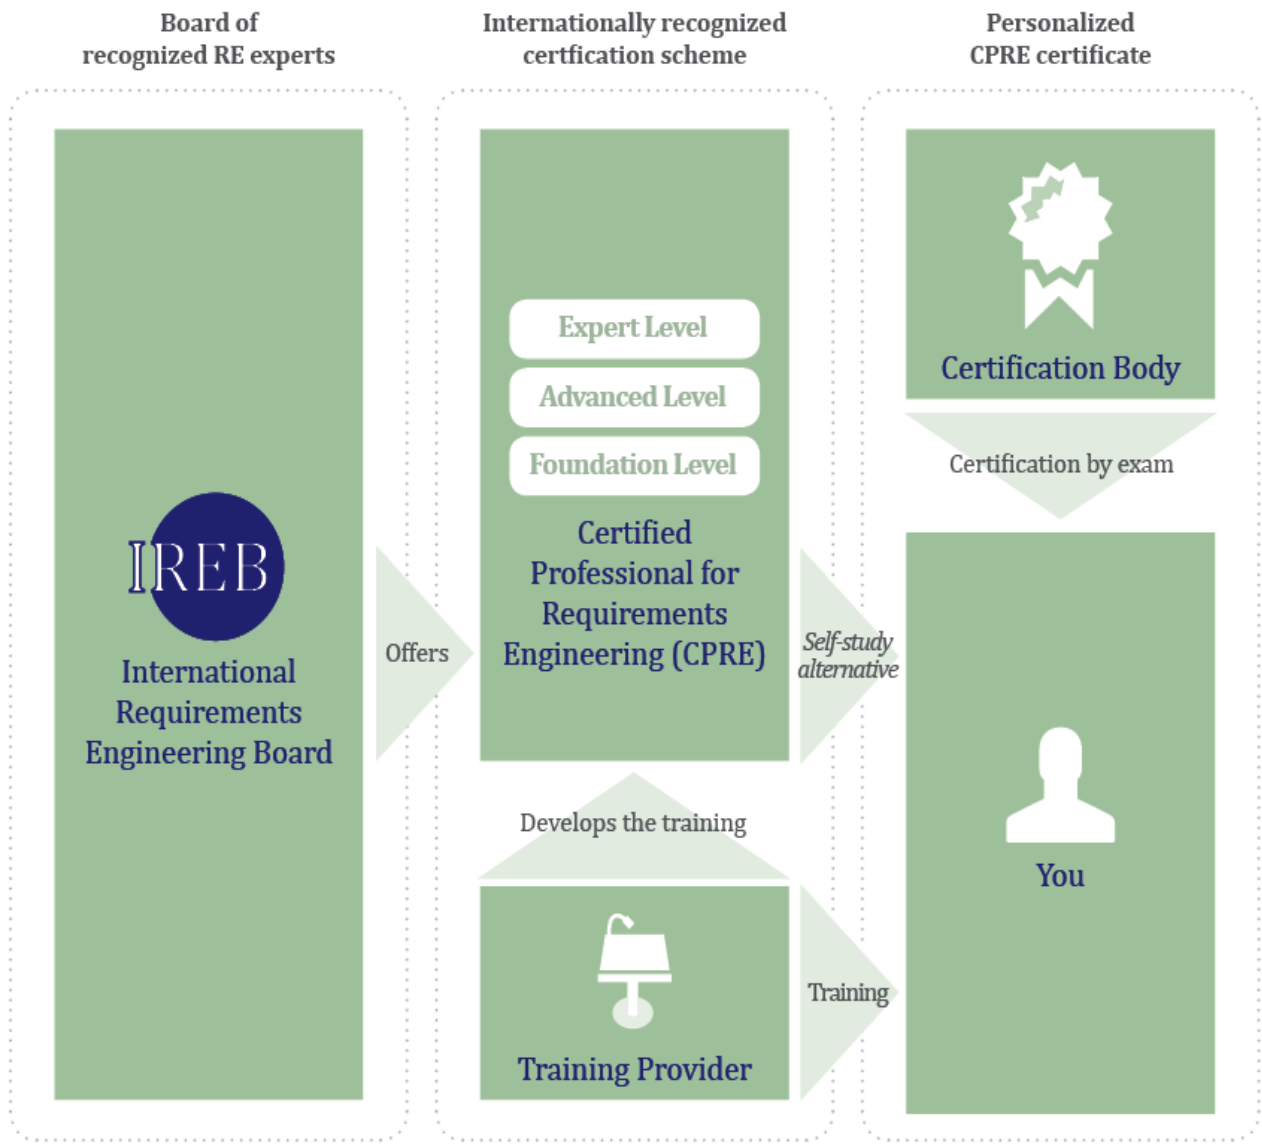 Board of
recognized RE experts
Internationally recognized
certfication scheme
Personalized
CPRE certificate
IREB
International
Requirements
Engineering Board
Offers
Expert Level
Advanced Level
Foundation Level
Certified
Professional for
Requirements
Engineering (CPRE)
Develops the training
Training Provider
Self-study
alternative
Training
Certification Body
Certification by exam
You